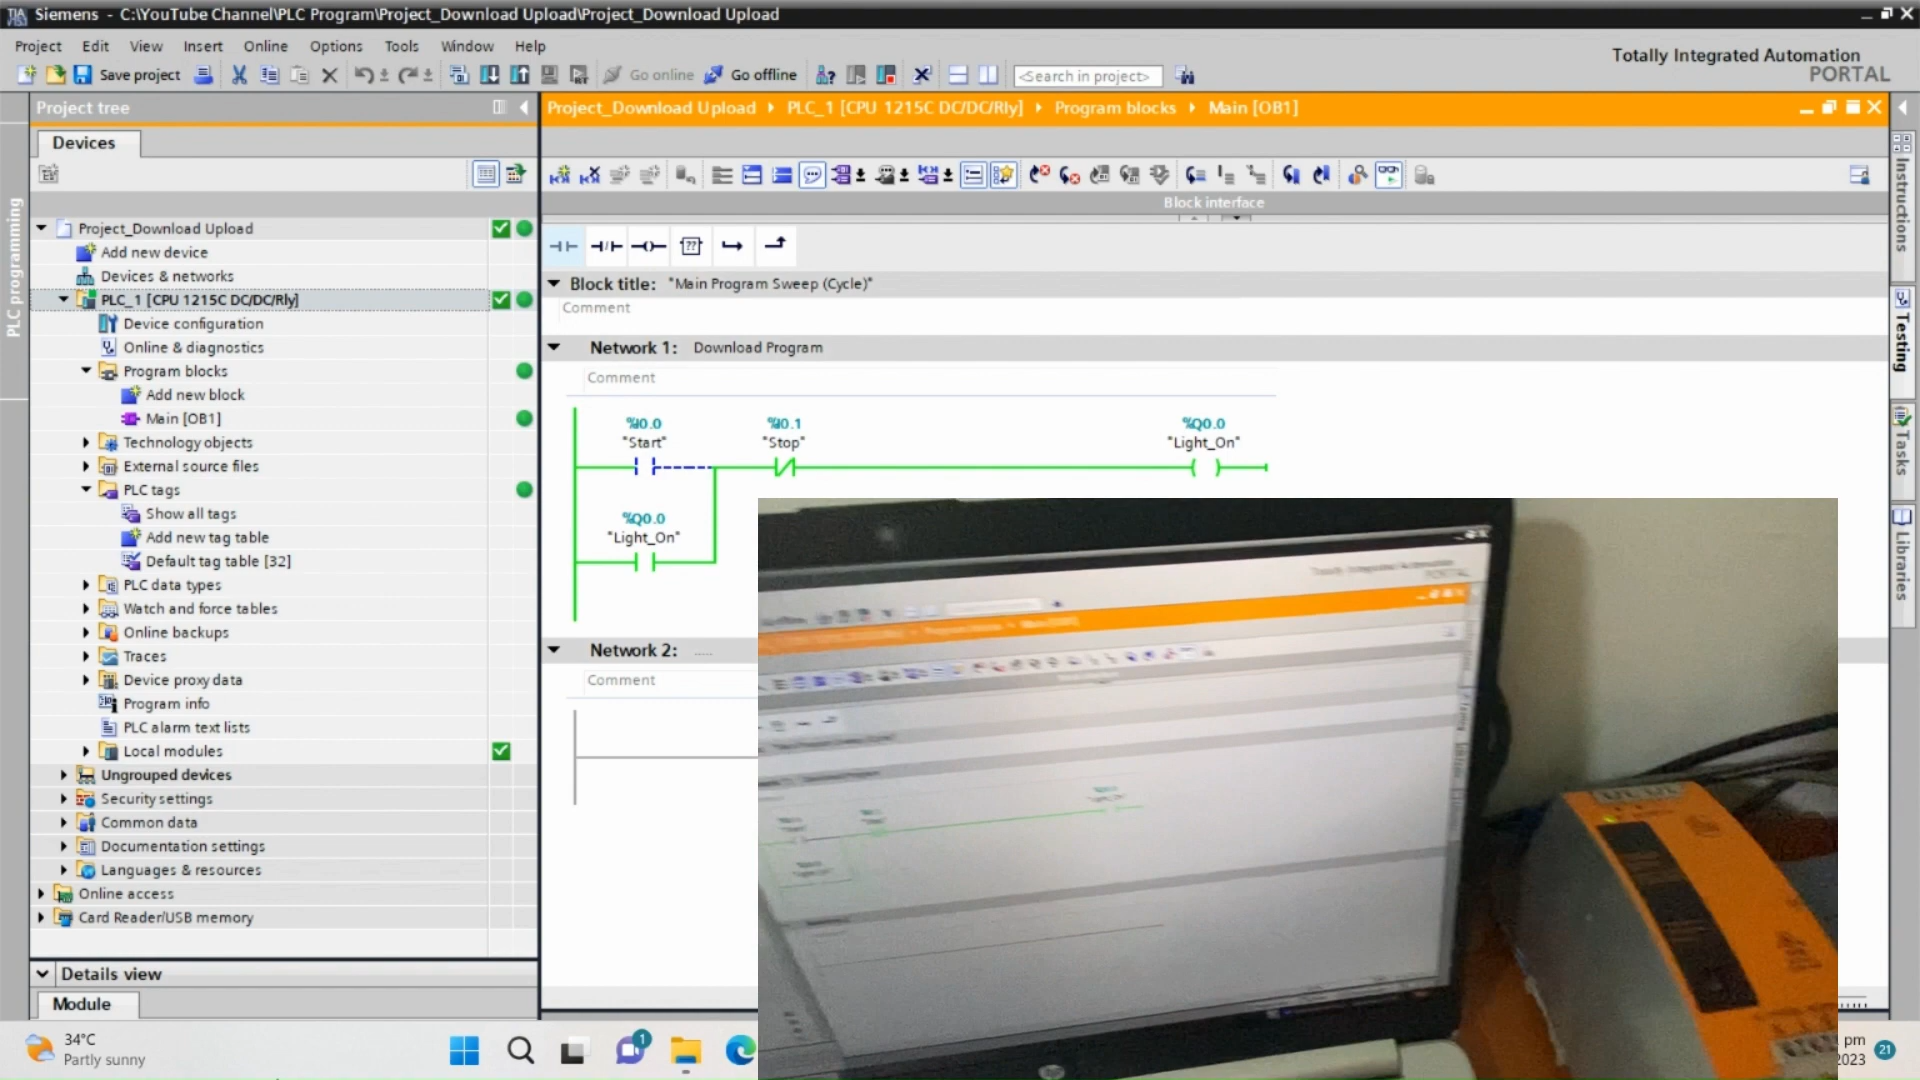 Siemens - C:\YouTube Channel\PLC Program\Project_Download Upload\Project_Download Upload
Project Edit View Insert Online Options Tools Window Help
Totally Integrated Automation
PORTAL
Save project Go online Go offline <Search in project>
Project tree
Project_Download Upload PLC_1 [CPU 1215C DC/DC/Rly] Program blocks Main [OB1]
Devices
Block interface
PLC programming
Project_Download Upload
Add new device
Devices & networks
PLC_1 [CPU 1215C DC/DC/Rly]
Device configuration
Online & diagnostics
Program blocks
Add new block
Main [OB1]
Technology objects
External source files
PLC tags
Show all tags
Add new tag table
Default tag table [32]
PLC data types
Watch and force tables
Online backups
Traces
Device proxy data
Program info
PLC alarm text lists
Local modules
Ungrouped devices
Security settings
Common data
Documentation settings
Languages & resources
Online access
Card Reader/USB memory
Details view
Module
??
Block title: "Main Program Sweep (Cycle)"
Comment
Network 1: Download Program
Comment
%I0.0 %I0.1 %Q0.0
"Start" "Stop" "Light_On"
%Q0.0
"Light_On"
Network 2: .....
Comment
Instructions
Testing
Tasks
Libraries
34°C
Partly sunny
1
pm
2023
21